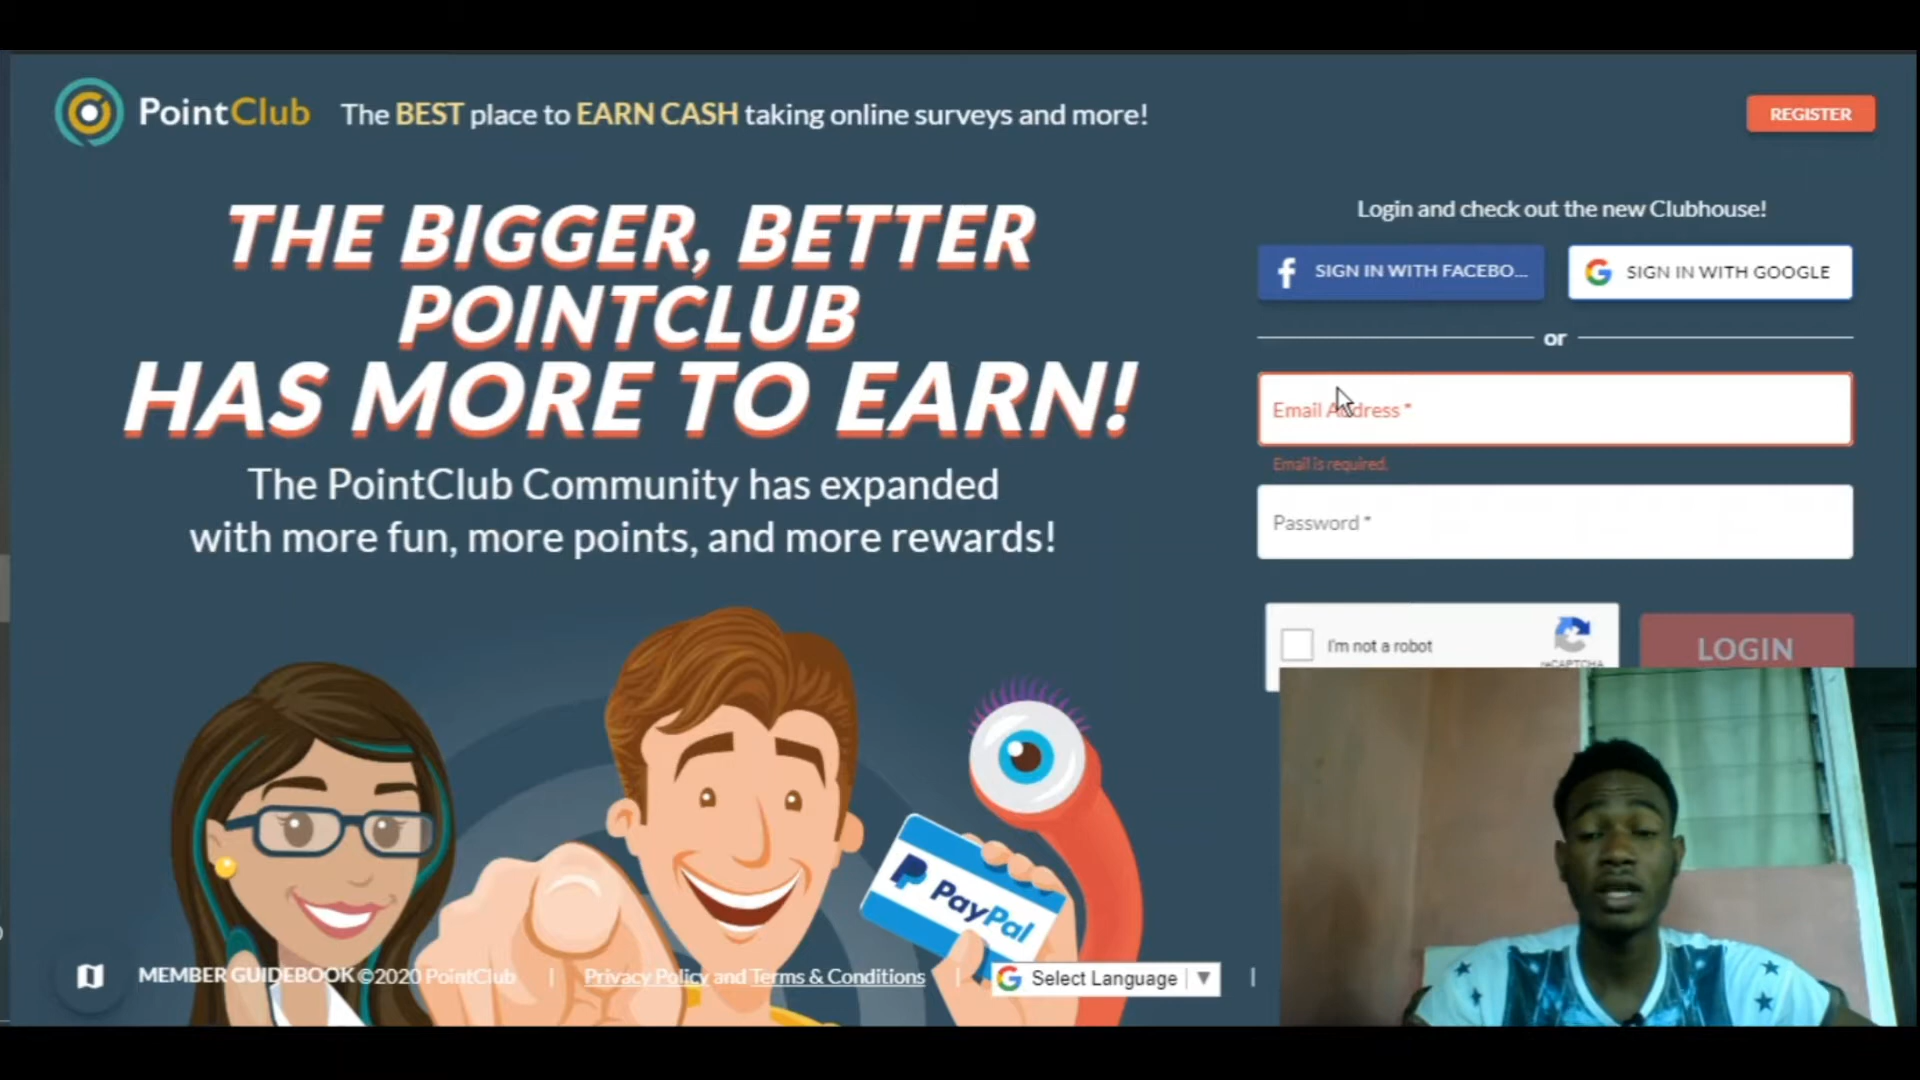 PointClub The BEST place to EARN CASH taking online surveys and more!
REGISTER
THE BIGGER, BETTER
POINTCLUB
HAS MORE TO EARN!
The PointClub Community has expanded
with more fun, more points, and more rewards!
Login and check out the new Clubhouse!
SIGN IN WITH FACEBO...
SIGN IN WITH GOOGLE
or
Email Address *
Email is required.
Password *
I'm not a robot
reCAPTCHA
LOGIN
PayPal
MEMBER GUIDEBOOK ©2020 PointClub | Privacy Policy and Terms & Conditions | Select Language ▼ |